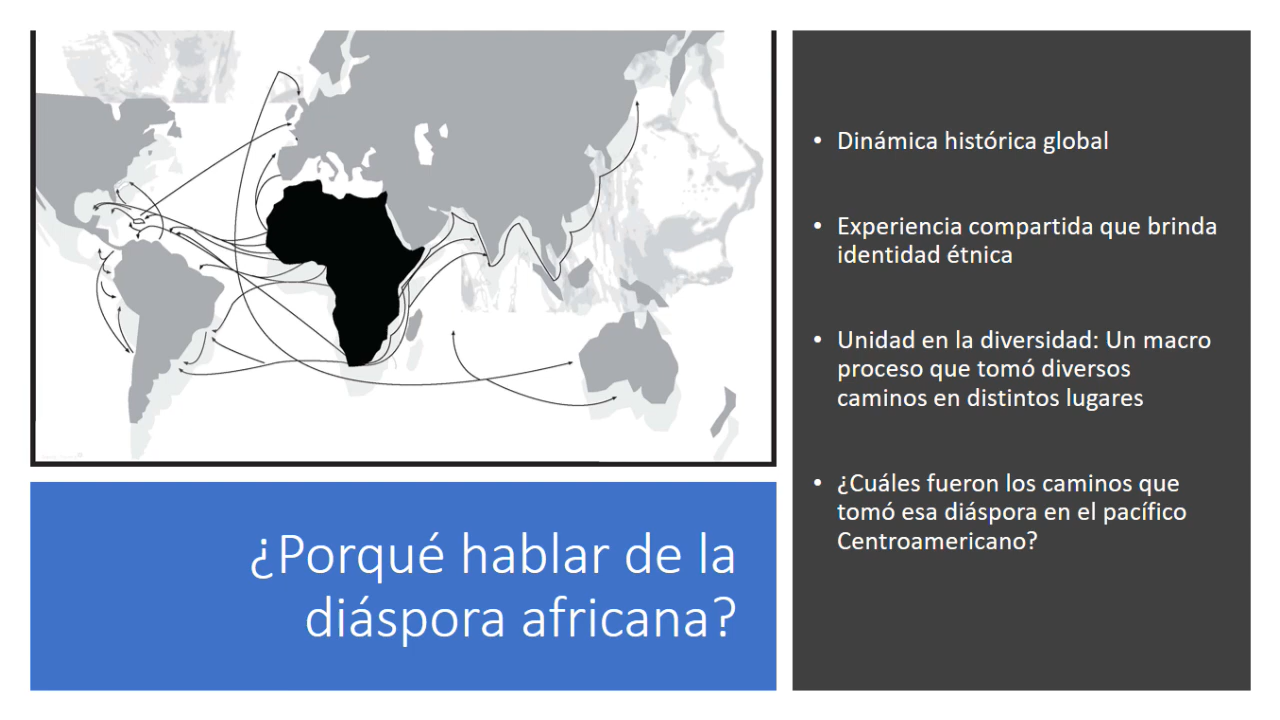 ¿Porqué hablar de la
diáspora africana?
• Dinámica histórica global
• Experiencia compartida que brinda
identidad étnica
• Unidad en la diversidad: Un macro
proceso que tomó diversos
caminos en distintos lugares
• ¿Cuáles fueron los caminos que
tomó esa diáspora en el pacífico
Centroamericano?